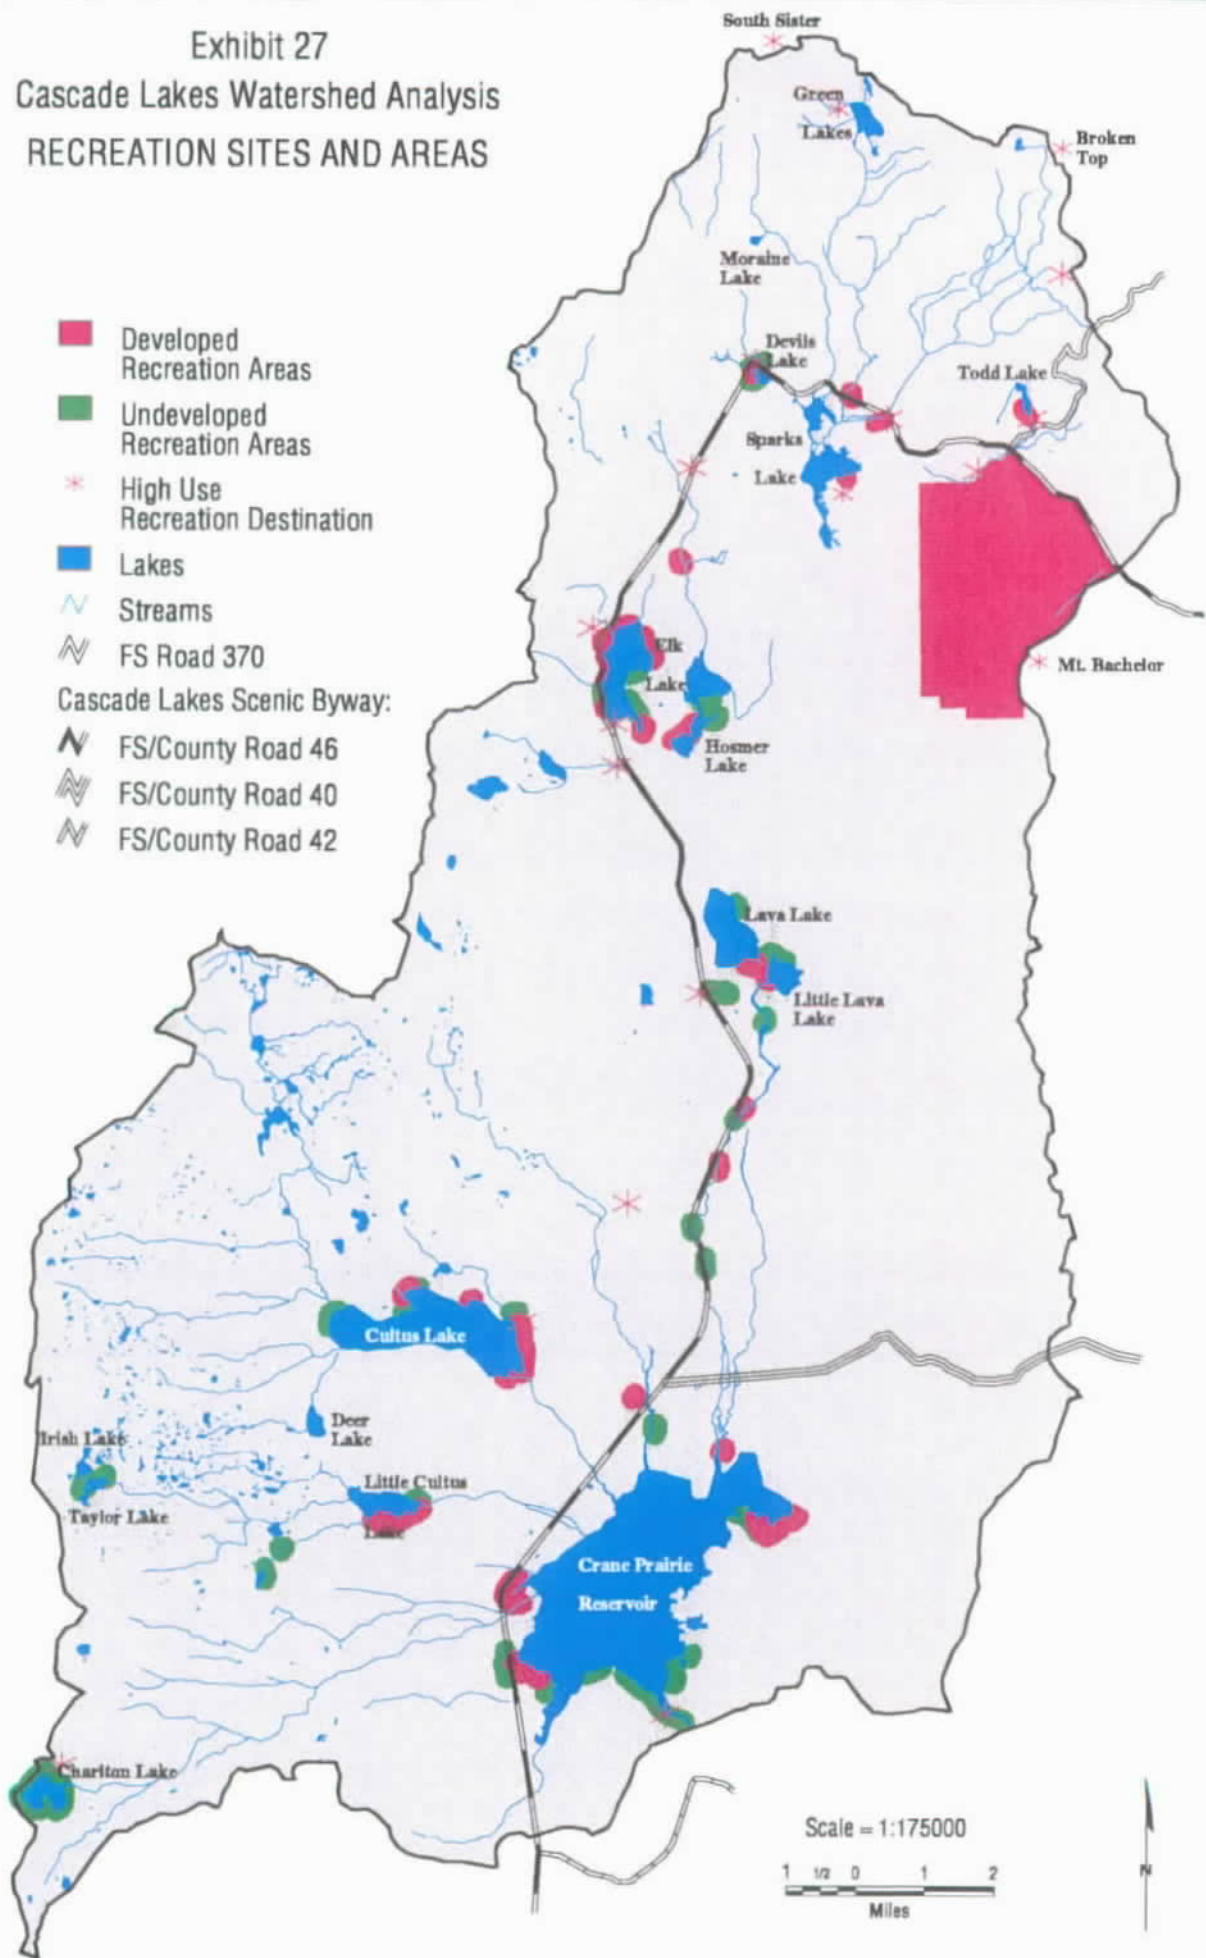 Exhibit 27
Cascade Lakes Watershed Analysis
RECREATION SITES AND AREAS
Developed
Recreation Areas
Undeveloped
Recreation Areas
High Use
Recreation Destination
Lakes
Streams
FS Road 370
Cascade Lakes Scenic Byway:
FS/County Road 46
FS/County Road 40
FS/County Road 42
South Sister
Green
Lakes
Broken
Top
Moraine
Lake
Devils
Lake
Todd Lake
Sparks
Lake
Mt. Bachelor
Elk
Lake
Hosmer
Lake
Lava Lake
Little Lava
Lake
Cultus Lake
Deer
Lake
Irish Lake
Taylor Lake
Little Cultus
Lake
Crane Prairie
Reservoir
Charlton Lake
Scale = 1:175000
1 1/2 0 1 2
Miles
N